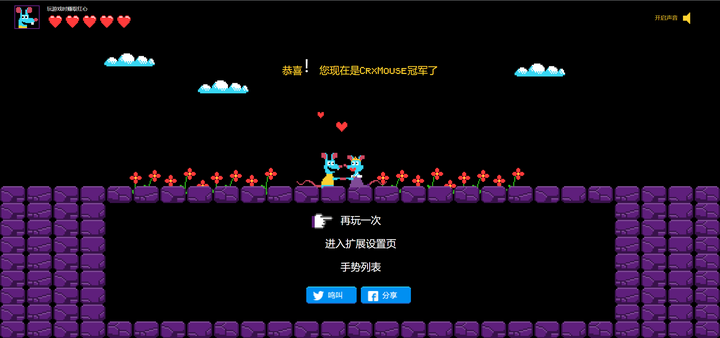 玩游戏时赚取红心
开启声音
恭喜! 您现在是CRXMOUSE冠军了
再玩一次
进入扩展设置页
手势列表
鸣叫
分享